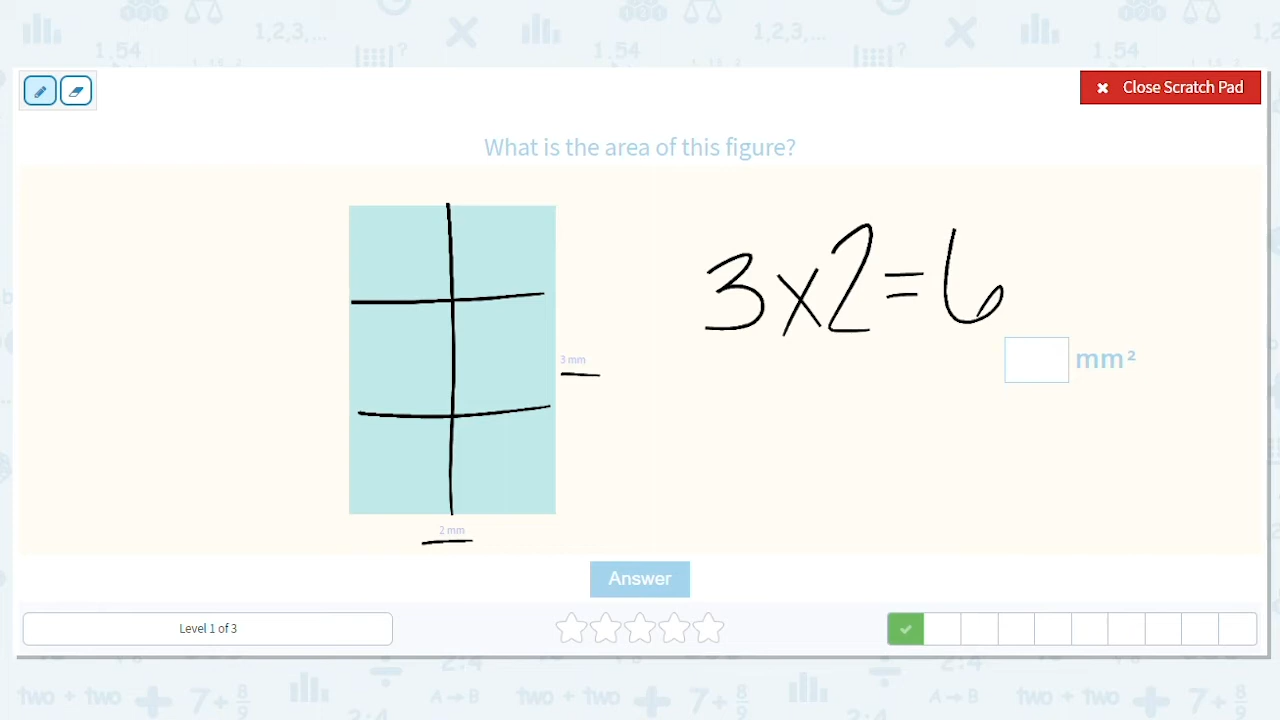 Close Scratch Pad
What is the area of this figure?
3x2=6
3 mm
mm²
2 mm
Answer
Level 1 of 3